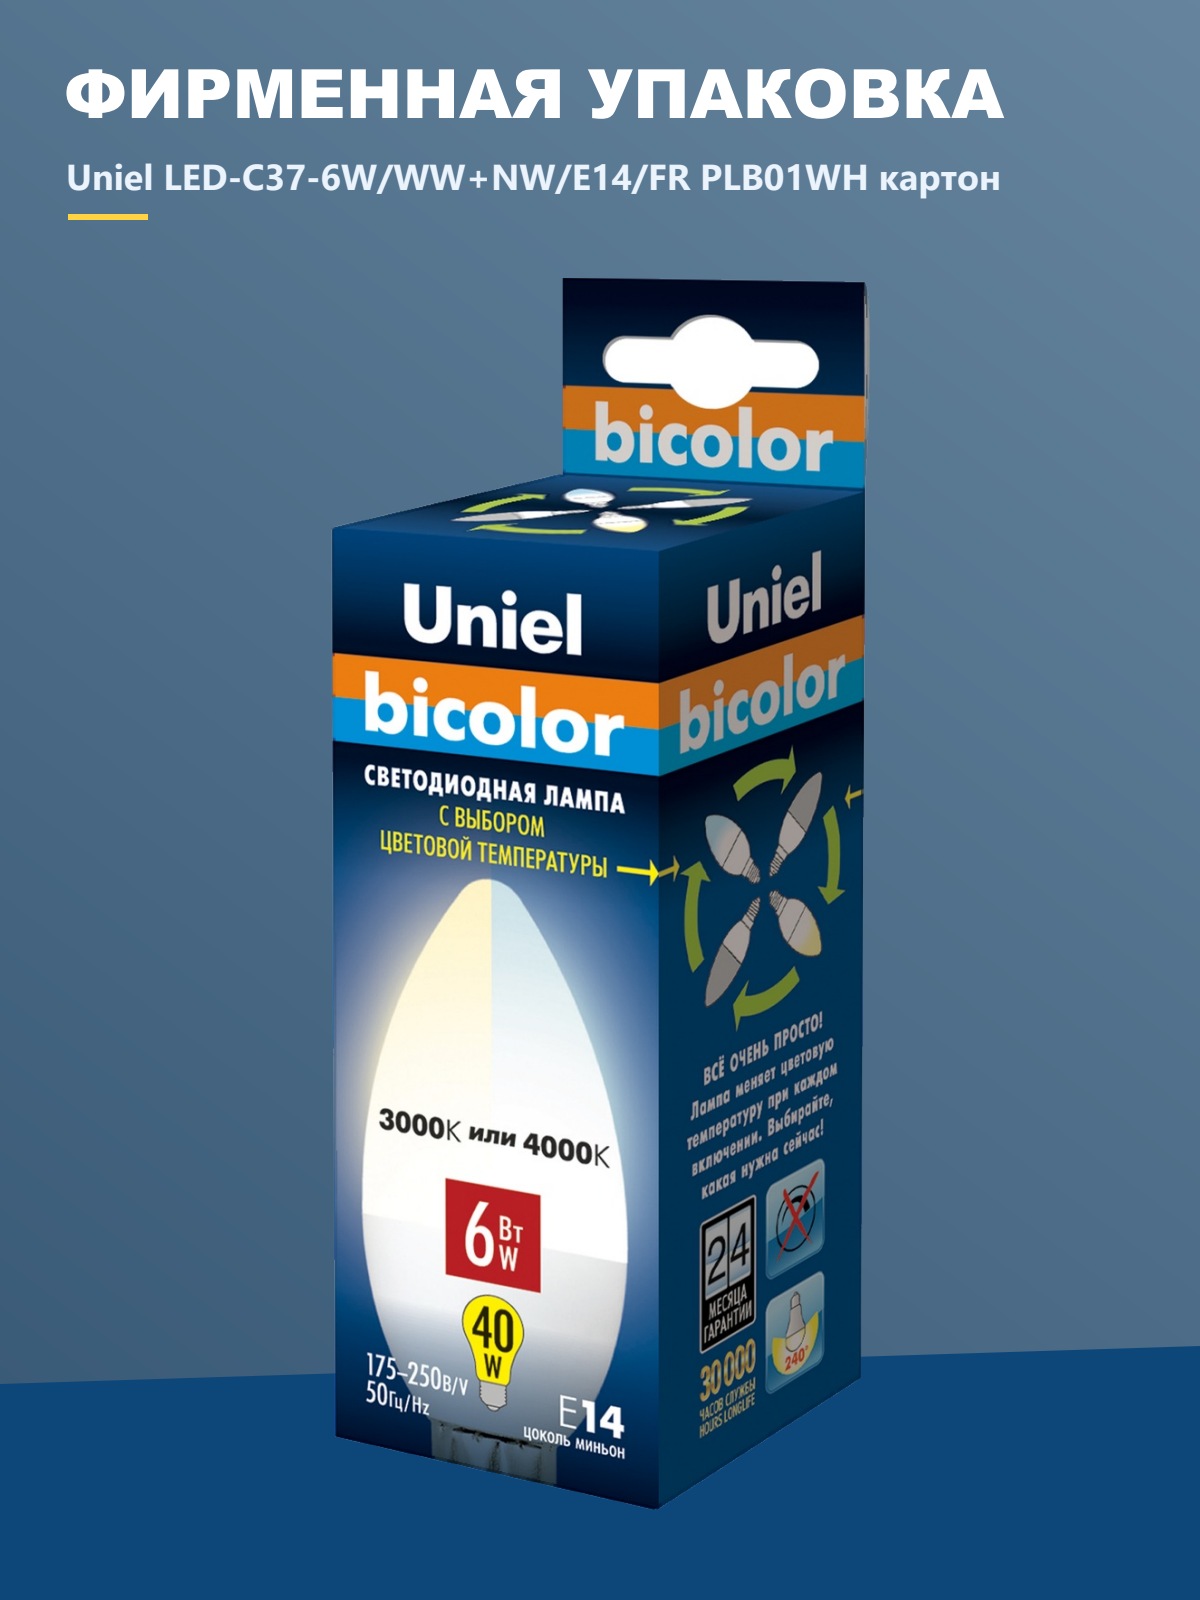 ФИРМЕННАЯ УПАКОВКА
Uniel LED-C37-6W/WW+NW/E14/FR PLB01WH картон
bicolor
Uniel
bicolor
СВЕТОДИОДНАЯ ЛАМПА
С ВЫБОРОМ
ЦВЕТОВОЙ ТЕМПЕРАТУРЫ
3000К или 4000К
6 Вт
W
40
W
175–250В/V
50Гц/Hz
E14
ЦОКОЛЬ МИНЬОН
Uniel
bicolor
ВСЁ ОЧЕНЬ ПРОСТО!
Лампа меняет цветовую
температуру при каждом
включении. Выбирайте,
какая нужна сейчас!
24
МЕСЯЦА
ГАРАНТИИ
240°
30 000
ЧАСОВ СЛУЖБЫ
HOURS LONGLIFE